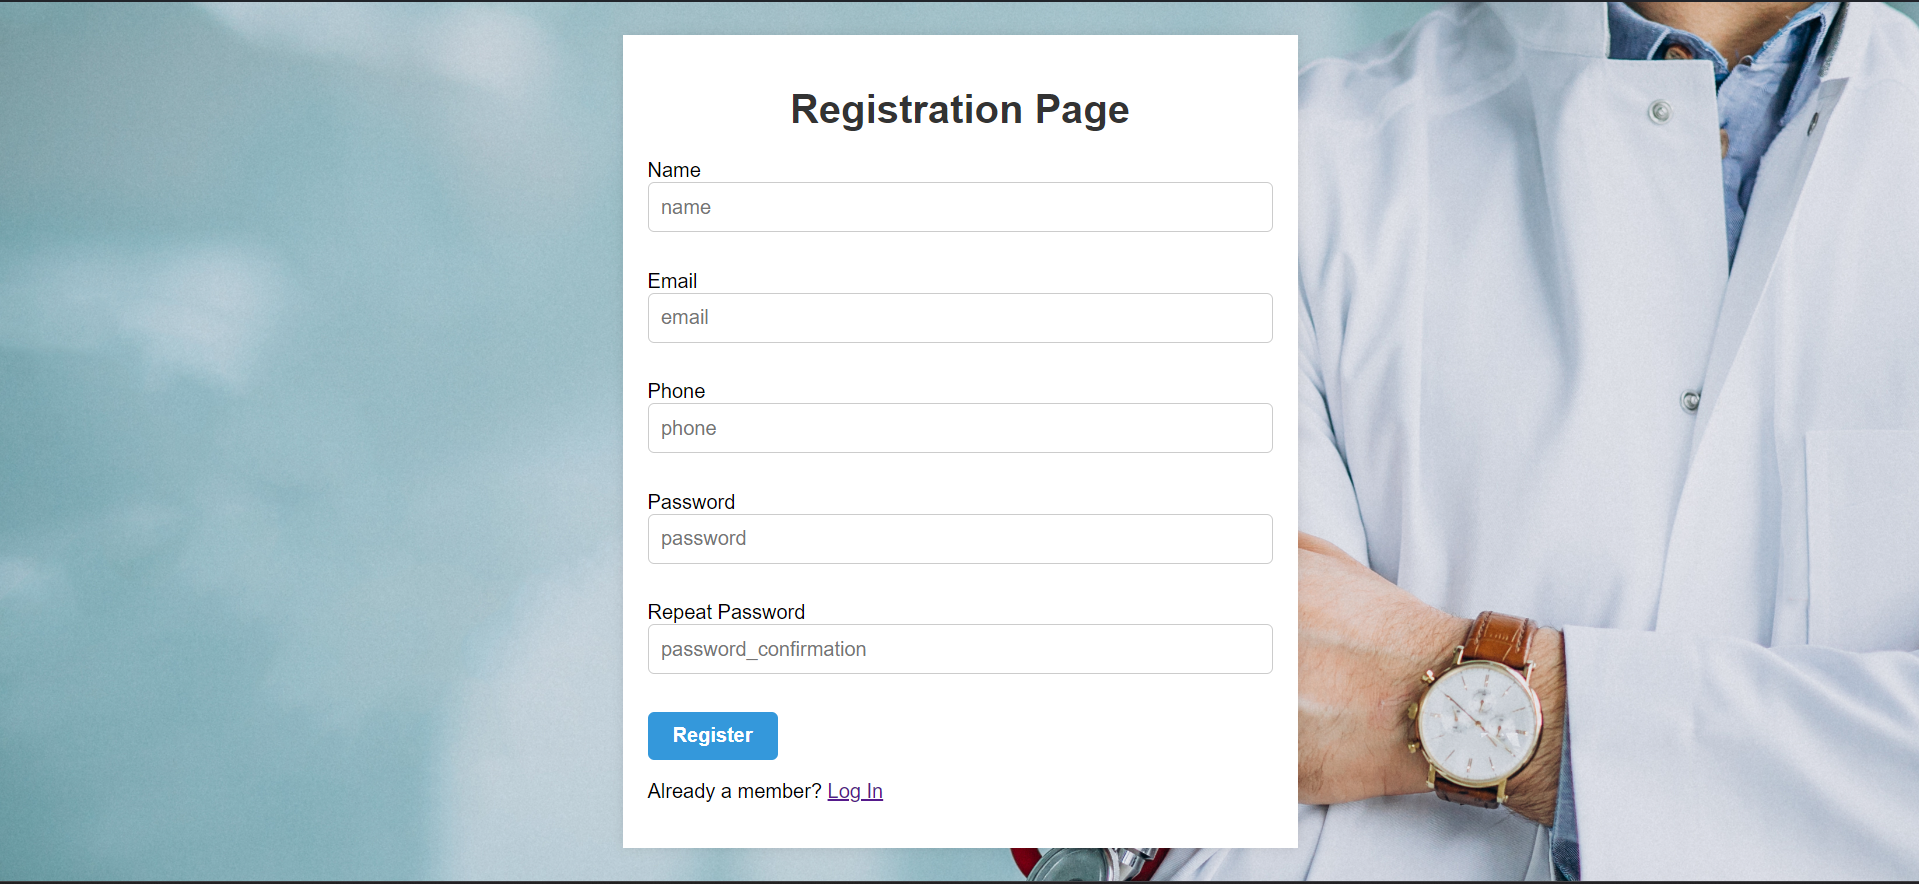 Registration Page
Name
name
Email
email
Phone
phone
Password
password
Repeat Password
password_confirmation
Register
Already a member? Log In